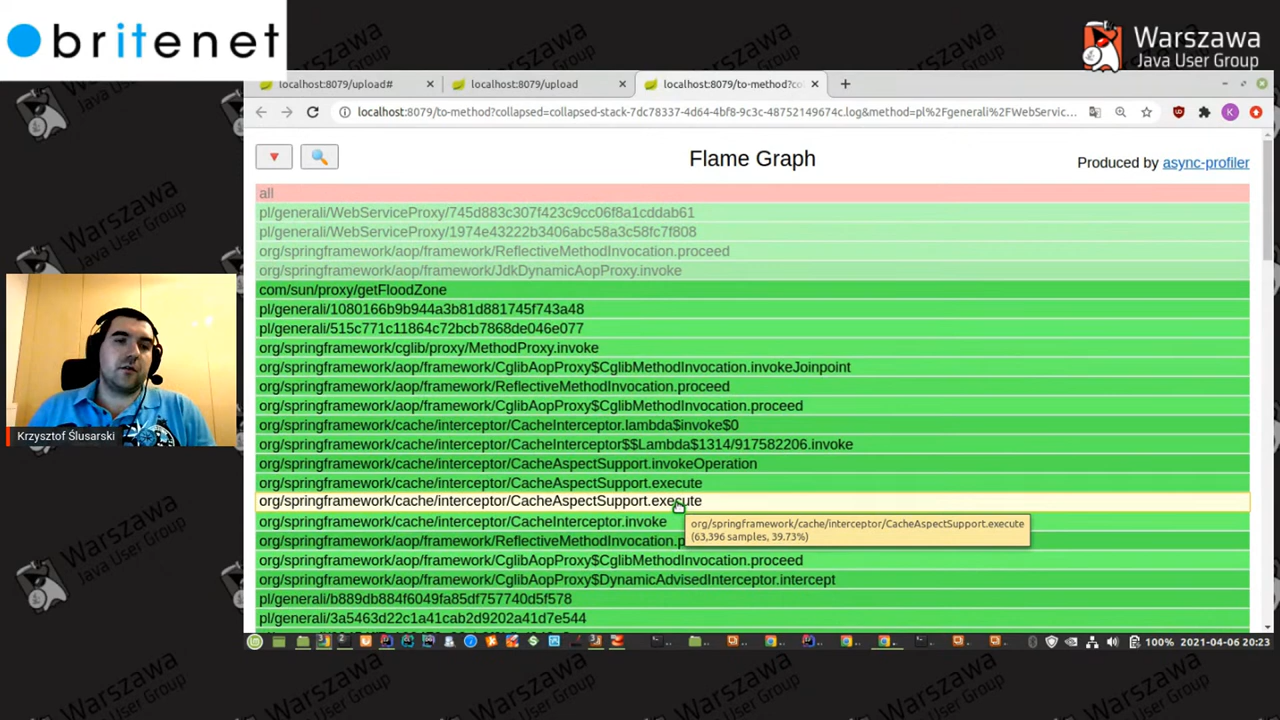 britenet
Warszawa
Java User Group
localhost:8079/upload#
localhost:8079/upload
localhost:8079/to-method?co
localhost:8079/to-method?collapsed=collapsed-stack-7dc78337-4d64-4bf8-9c3c-48752149674c.log&method=pl%2Fgenerali%2FWebServic...
K
Flame Graph
Produced by async-profiler
all
pl/generali/WebServiceProxy/745d883c307f423c9cc06f8a1cddab61
pl/generali/WebServiceProxy/1974e43222b3406abc58a3c58fc7f808
org/springframework/aop/framework/ReflectiveMethodInvocation.proceed
org/springframework/aop/framework/JdkDynamicAopProxy.invoke
com/sun/proxy/getFloodZone
pl/generali/1080166b9b944a3b81d881745f743a48
pl/generali/515c771c11864c72bcb7868de046e077
org/springframework/cglib/proxy/MethodProxy.invoke
org/springframework/aop/framework/CglibAopProxy$CglibMethodInvocation.invokeJoinpoint
org/springframework/aop/framework/ReflectiveMethodInvocation.proceed
org/springframework/aop/framework/CglibAopProxy$CglibMethodInvocation.proceed
org/springframework/cache/interceptor/CacheInterceptor.lambda$invoke$0
org/springframework/cache/interceptor/CacheInterceptor$$Lambda$1314/917582206.invoke
org/springframework/cache/interceptor/CacheAspectSupport.invokeOperation
org/springframework/cache/interceptor/CacheAspectSupport.execute
org/springframework/cache/interceptor/CacheAspectSupport.execute
org/springframework/cache/interceptor/CacheInterceptor.invoke
org/springframework/cache/interceptor/CacheAspectSupport.execute
(63,396 samples, 39.73%)
org/springframework/aop/framework/ReflectiveMethodInvocation.p
org/springframework/aop/framework/CglibAopProxy$CglibMethodInvocation.proceed
org/springframework/aop/framework/CglibAopProxy$DynamicAdvisedInterceptor.intercept
pl/generali/b889db884f6049fa85df757740d5f578
pl/generali/3a5463d22c1a41cab2d9202a41d7e544
Krzysztof Ślusarski
100% 2021-04-06 20:23